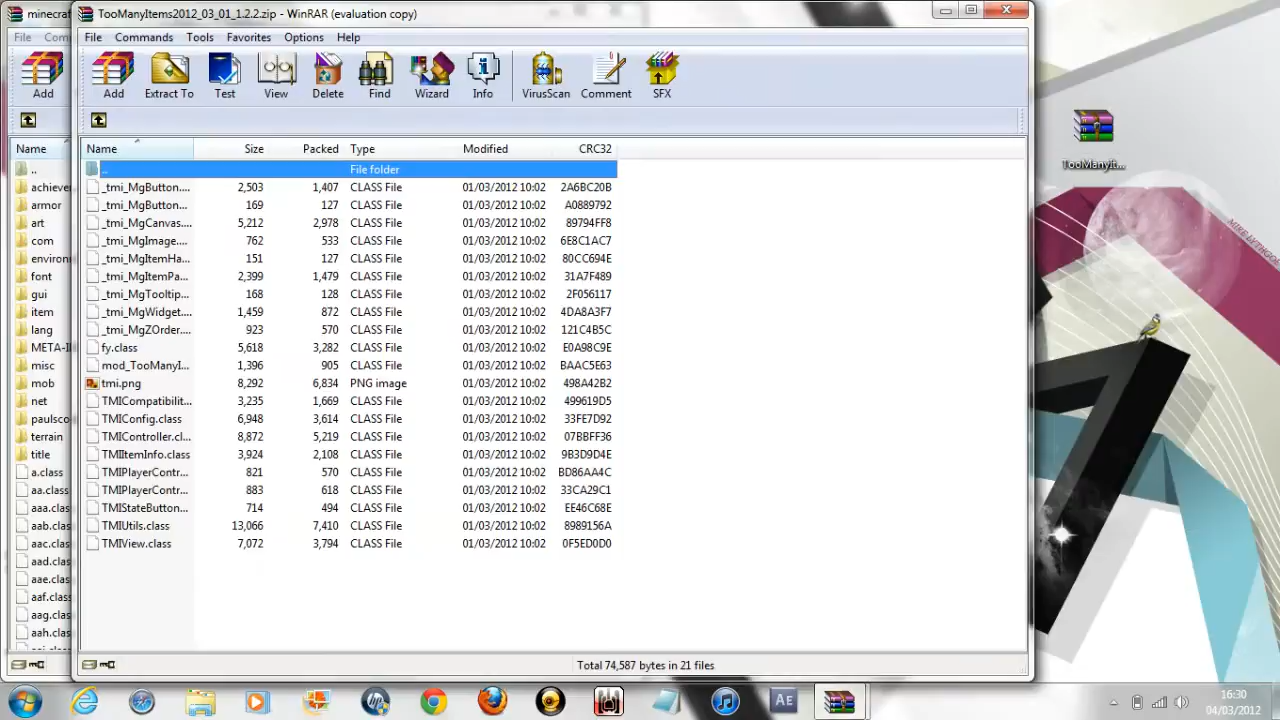 minecraf
TooManyItems2012_03_01_1.2.2.zip - WinRAR (evaluation copy)
File Com
File Commands Tools Favorites Options Help
Add
Add Extract To Test View Delete Find Wizard Info VirusScan Comment SFX
Name
Name Size Packed Type Modified CRC32
..
.. File folder
achiever
_tmi_MgButton.... 2,503 1,407 CLASS File 01/03/2012 10:02 2A6BC20B
armor
_tmi_MgButton... 169 127 CLASS File 01/03/2012 10:02 A0889792
art
_tmi_MgCanvas.... 5,212 2,978 CLASS File 01/03/2012 10:02 89794FF8
com
_tmi_MgImage.... 762 533 CLASS File 01/03/2012 10:02 6E8C1AC7
environ
_tmi_MgItemHa... 151 127 CLASS File 01/03/2012 10:02 80CC694E
font
_tmi_MgItemPa... 2,399 1,479 CLASS File 01/03/2012 10:02 31A7F489
gui
_tmi_MgTooltip... 168 128 CLASS File 01/03/2012 10:02 2F056117
item
_tmi_MgWidget.... 1,459 872 CLASS File 01/03/2012 10:02 4DA8A3F7
lang
_tmi_MgZOrder.... 923 570 CLASS File 01/03/2012 10:02 121C4B5C
META-I
fy.class 5,618 3,282 CLASS File 01/03/2012 10:02 E0A98C9E
misc
mod_TooManyI... 1,396 905 CLASS File 01/03/2012 10:02 BAAC5E63
mob
tmi.png 8,292 6,834 PNG image 01/03/2012 10:02 498A42B2
net
TMICompatibilit... 3,235 1,669 CLASS File 01/03/2012 10:02 499619D5
paulsco
TMIConfig.class 6,948 3,614 CLASS File 01/03/2012 10:02 33FE7D92
terrain
TMIController.cl... 8,872 5,219 CLASS File 01/03/2012 10:02 07BBFF36
title
TMIItemInfo.class 3,924 2,108 CLASS File 01/03/2012 10:02 9B3D9D4E
a.class
TMIPlayerContr... 821 570 CLASS File 01/03/2012 10:02 BD86AA4C
aa.class
TMIPlayerContr... 883 618 CLASS File 01/03/2012 10:02 33CA29C1
aaa.clas
TMIStateButton... 714 494 CLASS File 01/03/2012 10:02 EE46C68E
aab.clas
TMIUtils.class 13,066 7,410 CLASS File 01/03/2012 10:02 8989156A
aac.clas
TMIView.class 7,072 3,794 CLASS File 01/03/2012 10:02 0F5ED0D0
aad.clas
aae.clas
aaf.class
aag.clas
aah.clas
Total 74,587 bytes in 21 files
TooManyIt...
MIKELYTHGOE
AE
16:30
04/03/2012